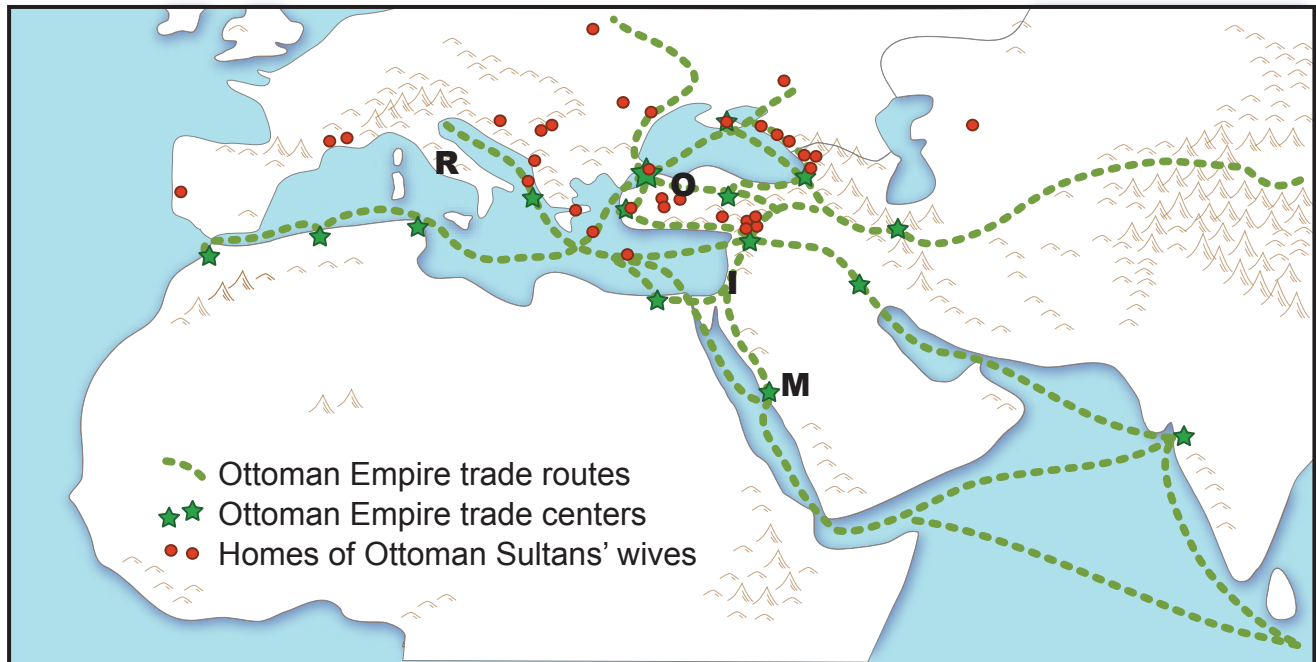 R
O
I
M
Ottoman Empire trade routes
Ottoman Empire trade centers
Homes of Ottoman Sultans’ wives